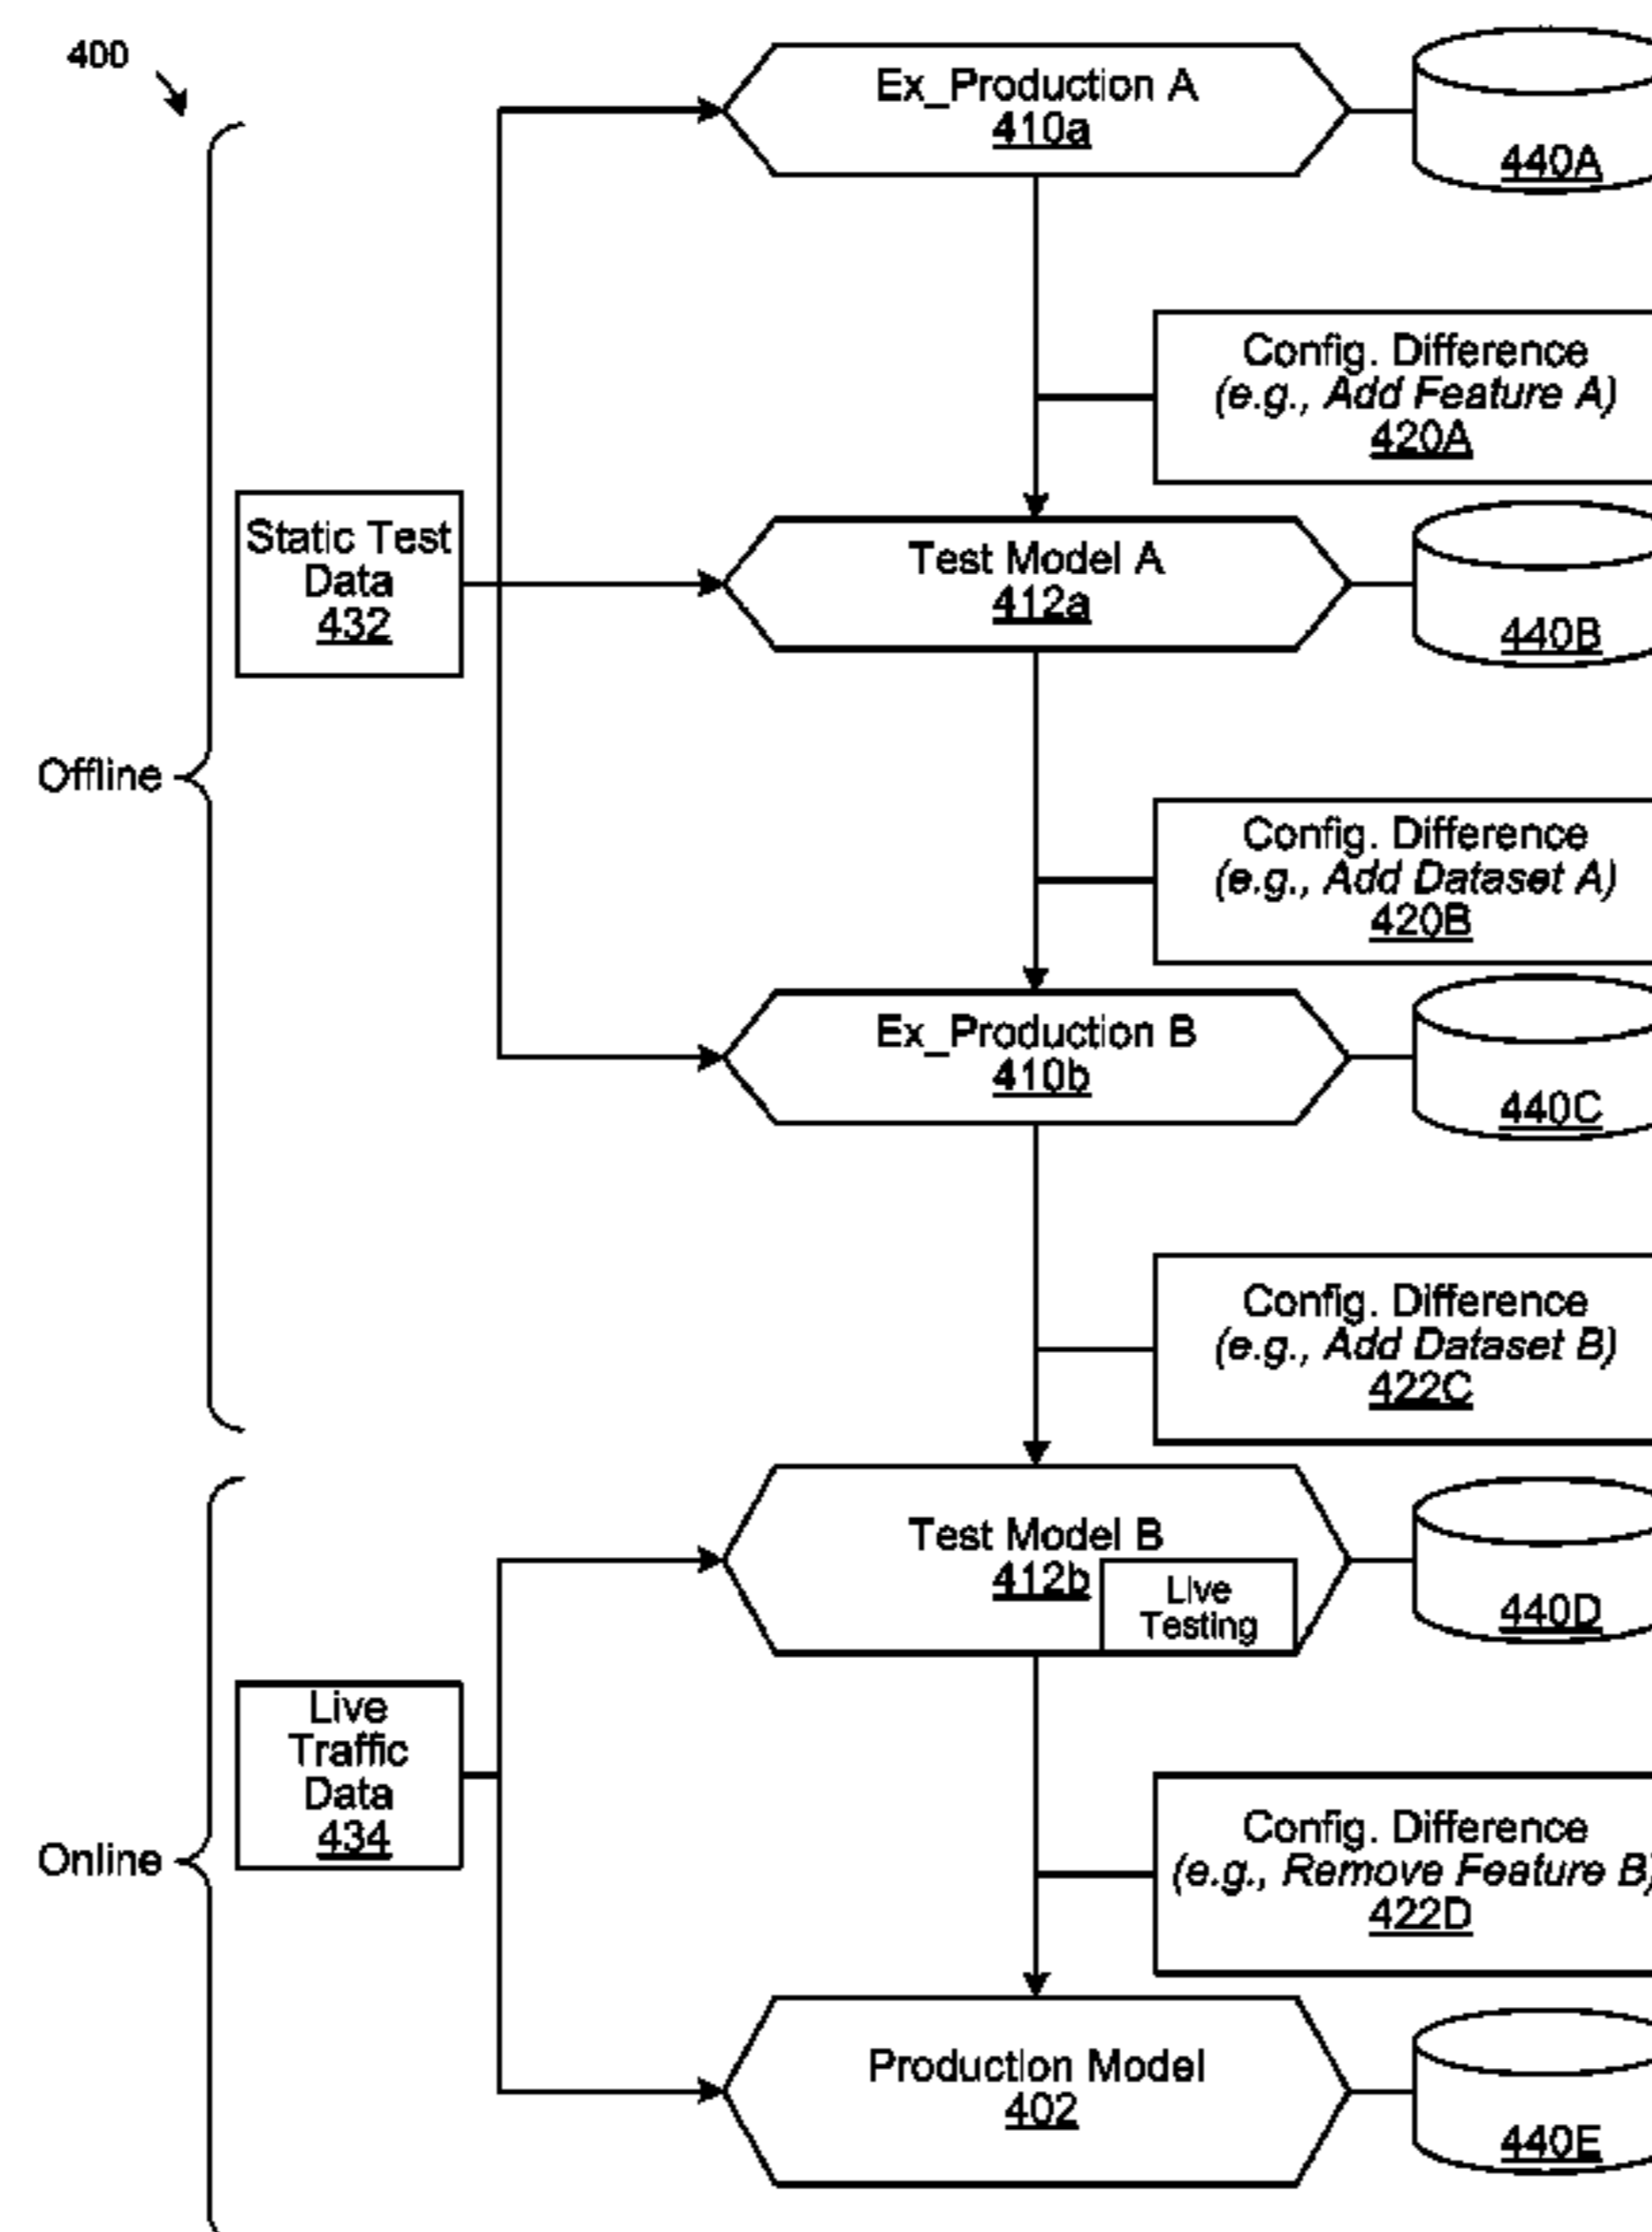 400
Ex_Production A
410a
440A
Config. Difference
(e.g., Add Feature A)
420A
Static Test
Data
432
Test Model A
412a
440B
Offline
Config. Difference
(e.g., Add Dataset A)
420B
Ex_Production B
410b
440C
Config. Difference
(e.g., Add Dataset B)
422C
Test Model B
412b
Live
Testing
440D
Live
Traffic
Data
434
Online
Config. Difference
(e.g., Remove Feature B)
422D
Production Model
402
440E